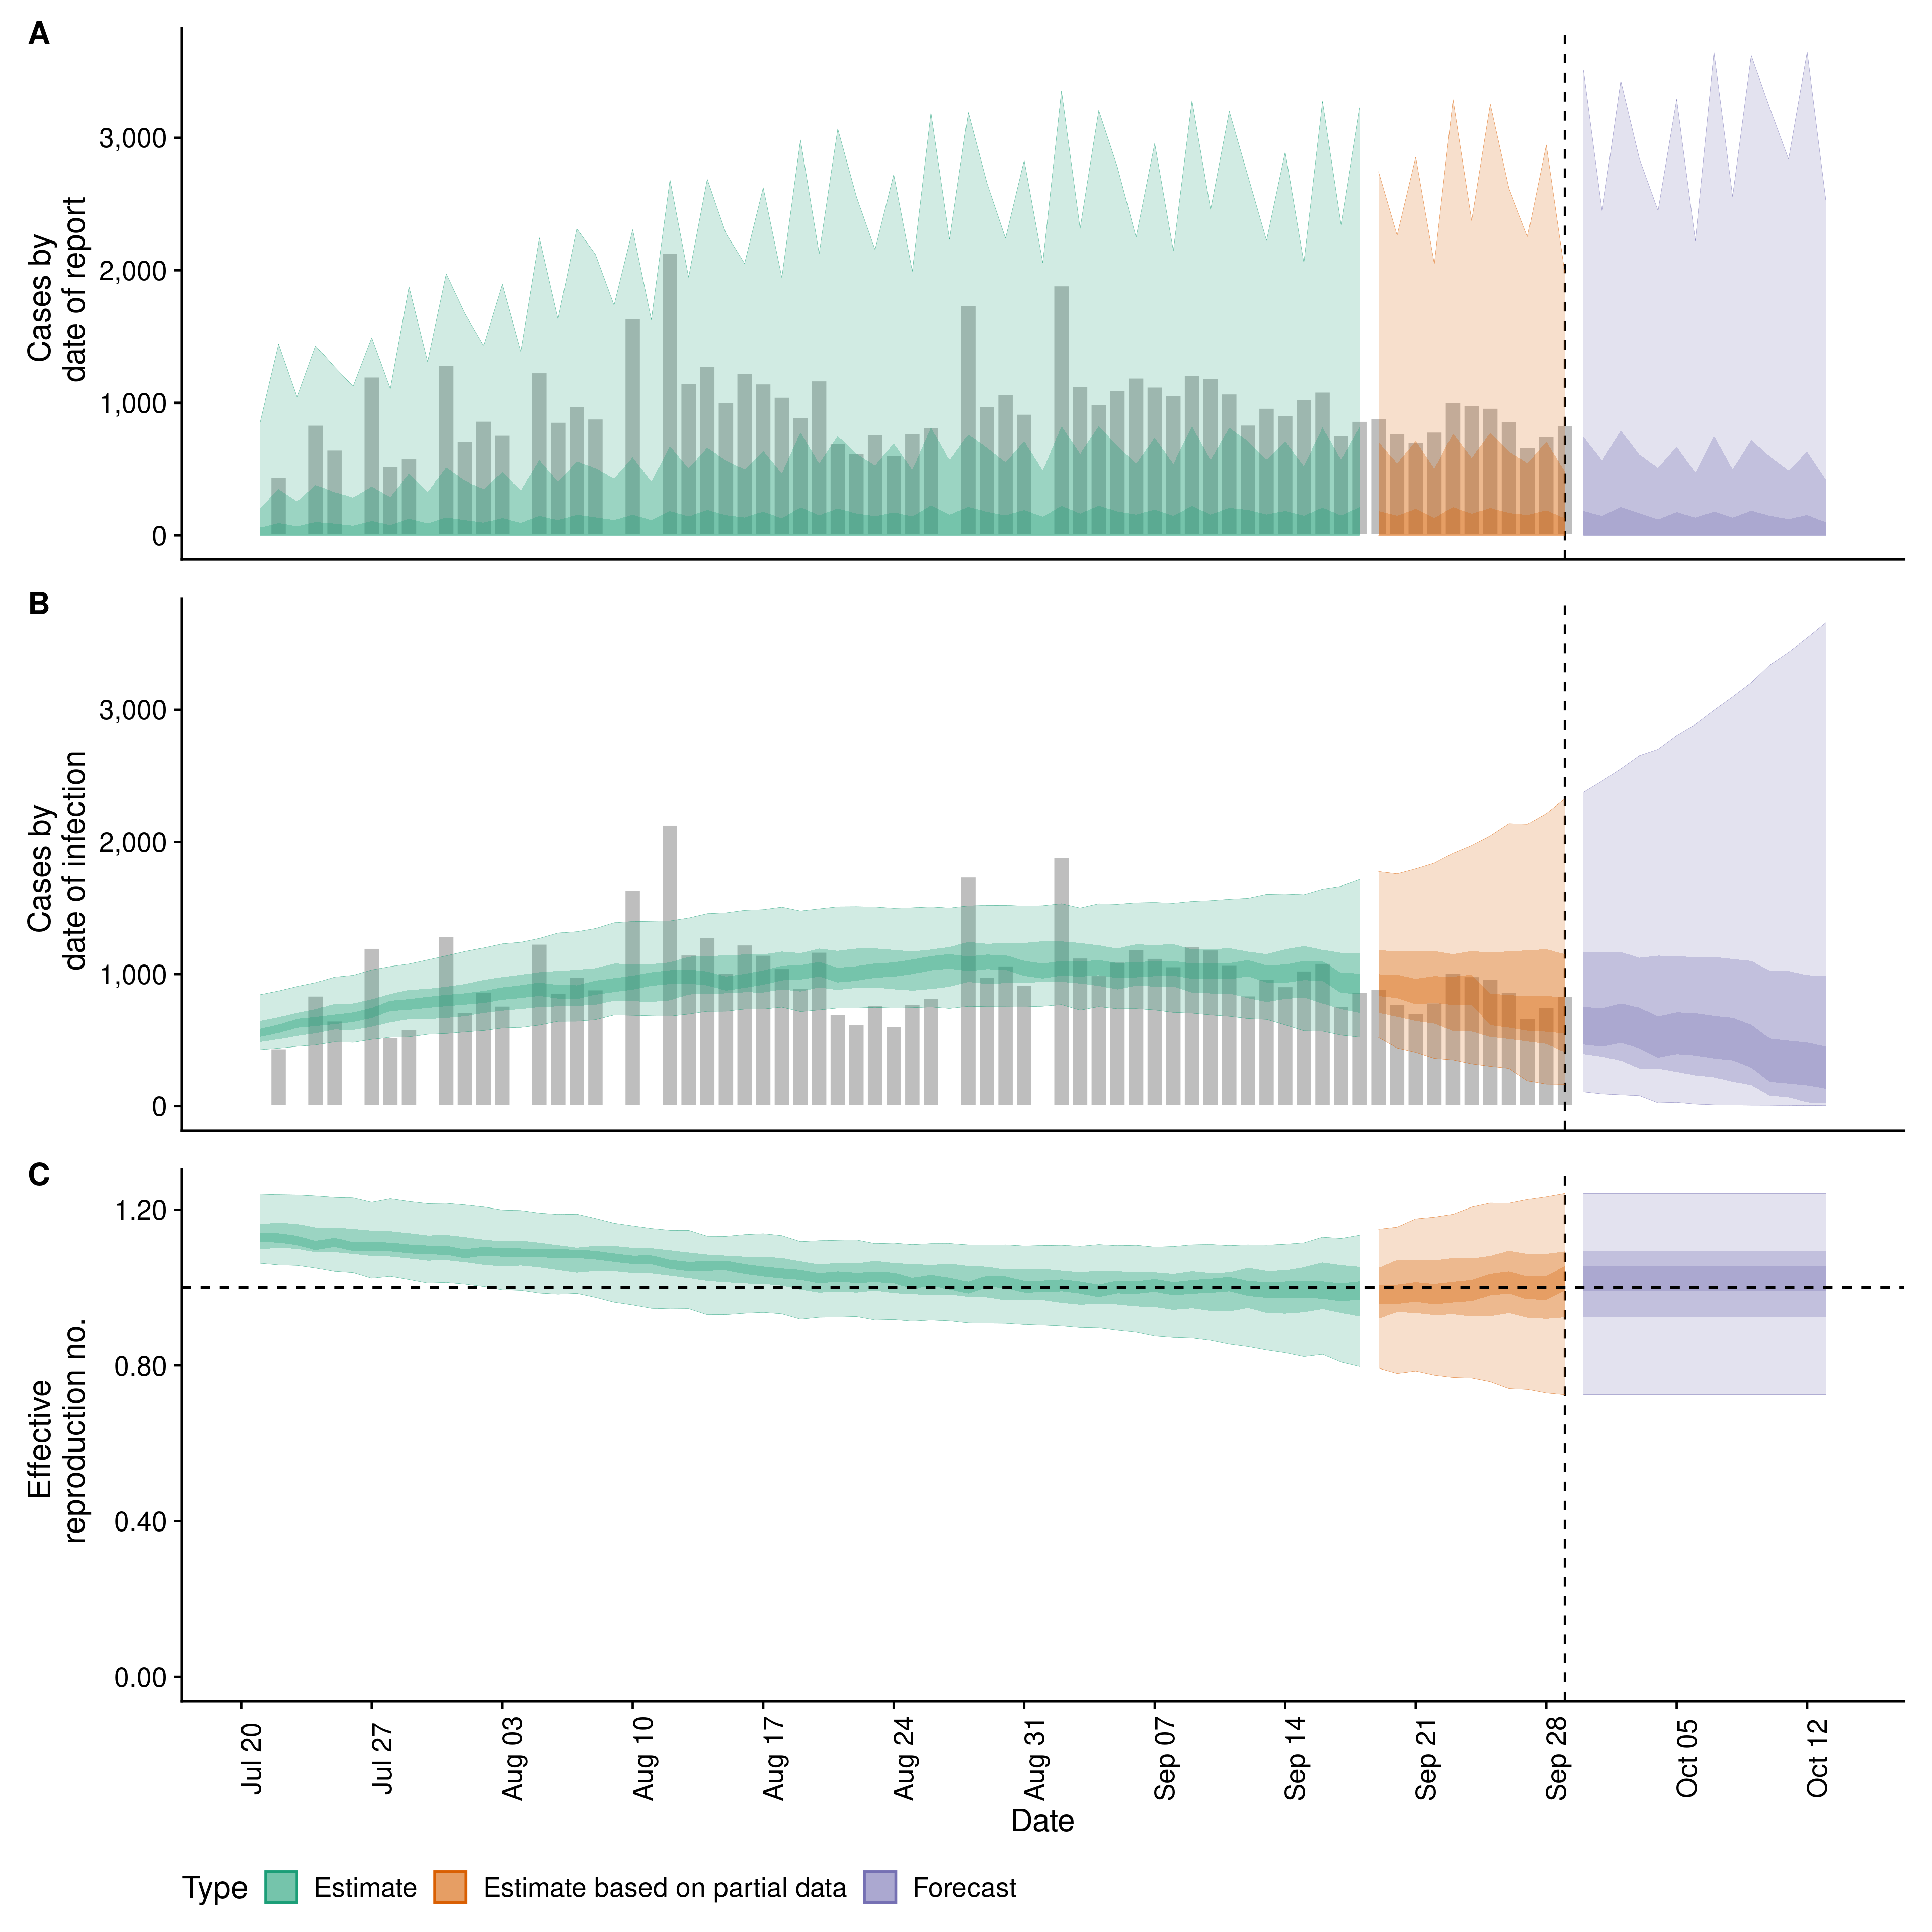 A
Cases by
date of report
3,000
2,000
1,000
0
B
Cases by
date of infection
3,000
2,000
1,000
0
C
Effective
reproduction no.
1.20
0.80
0.40
0.00
Jul 20
Jul 27
Aug 03
Aug 10
Aug 17
Aug 24
Aug 31
Sep 07
Sep 14
Sep 21
Sep 28
Oct 05
Oct 12
Date
Type Estimate Estimate based on partial data Forecast